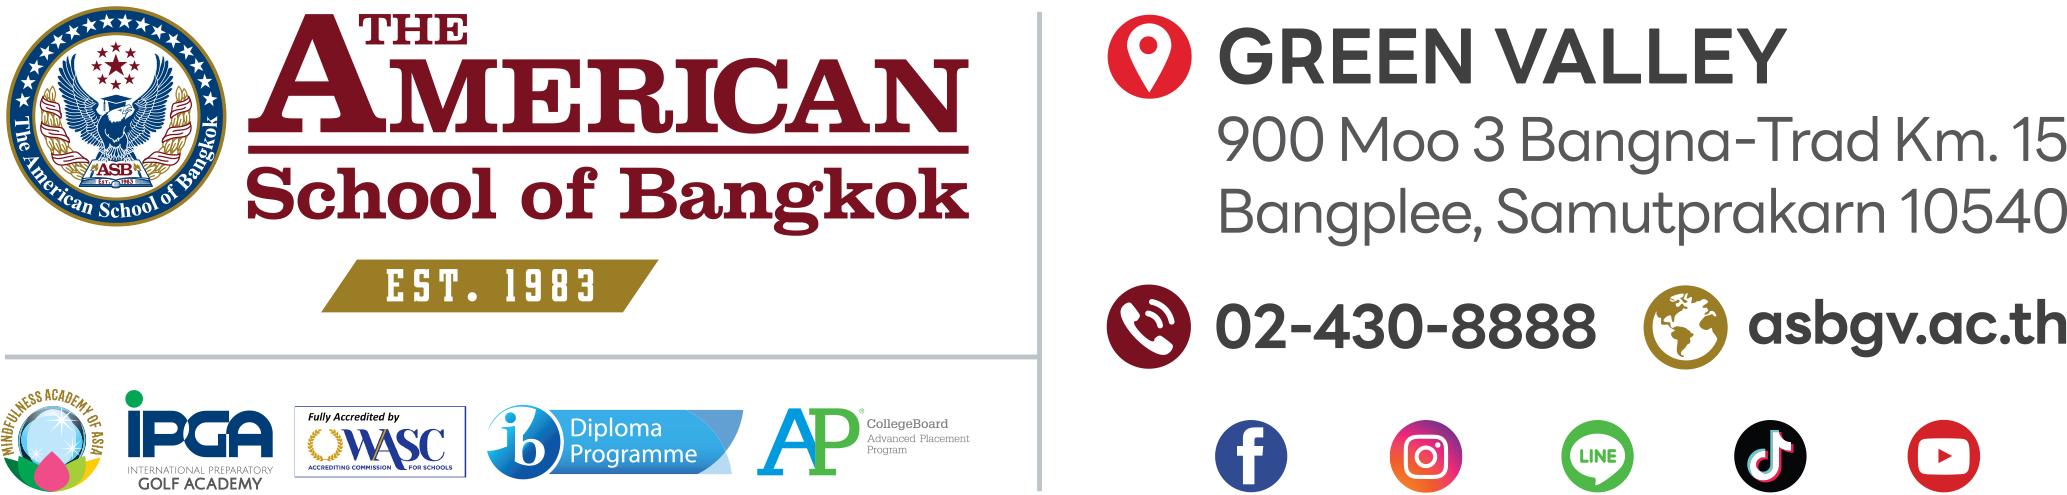 The American School of Bangkok
ASB
EST. 1983
THE
AMERICAN
School of Bangkok
EST. 1983
MINDFULNESS ACADEMY OF ASIA
iPGA
INTERNATIONAL PREPARATORY
GOLF ACADEMY
Fully Accredited by
WASC
ACCREDITING COMMISSION FOR SCHOOLS
ib
Diploma
Programme
AP®
CollegeBoard
Advanced Placement
Program
GREEN VALLEY
900 Moo 3 Bangna-Trad Km. 15
Bangplee, Samutprakarn 10540
02-430-8888
asbgv.ac.th
f
LINE